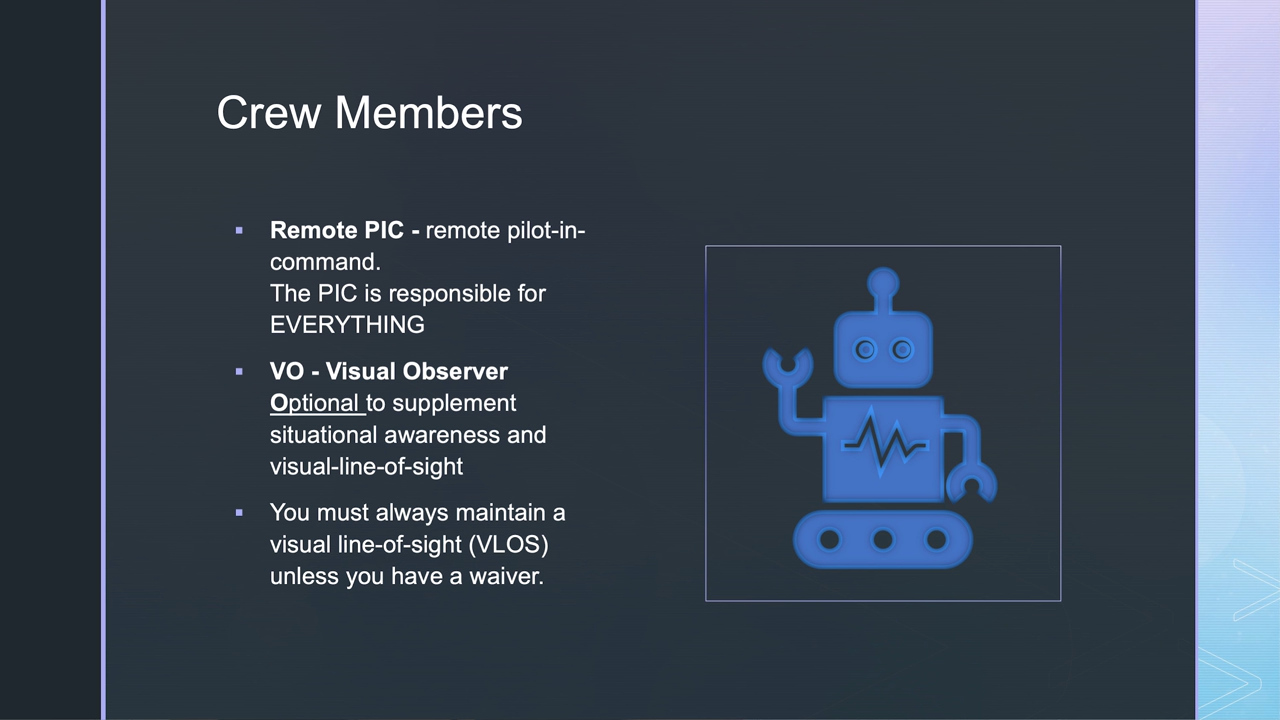 Crew Members
▪ Remote PIC - remote pilot-in-
command.
The PIC is responsible for
EVERYTHING
▪ VO - Visual Observer
Optional to supplement
situational awareness and
visual-line-of-sight
▪ You must always maintain a
visual line-of-sight (VLOS)
unless you have a waiver.